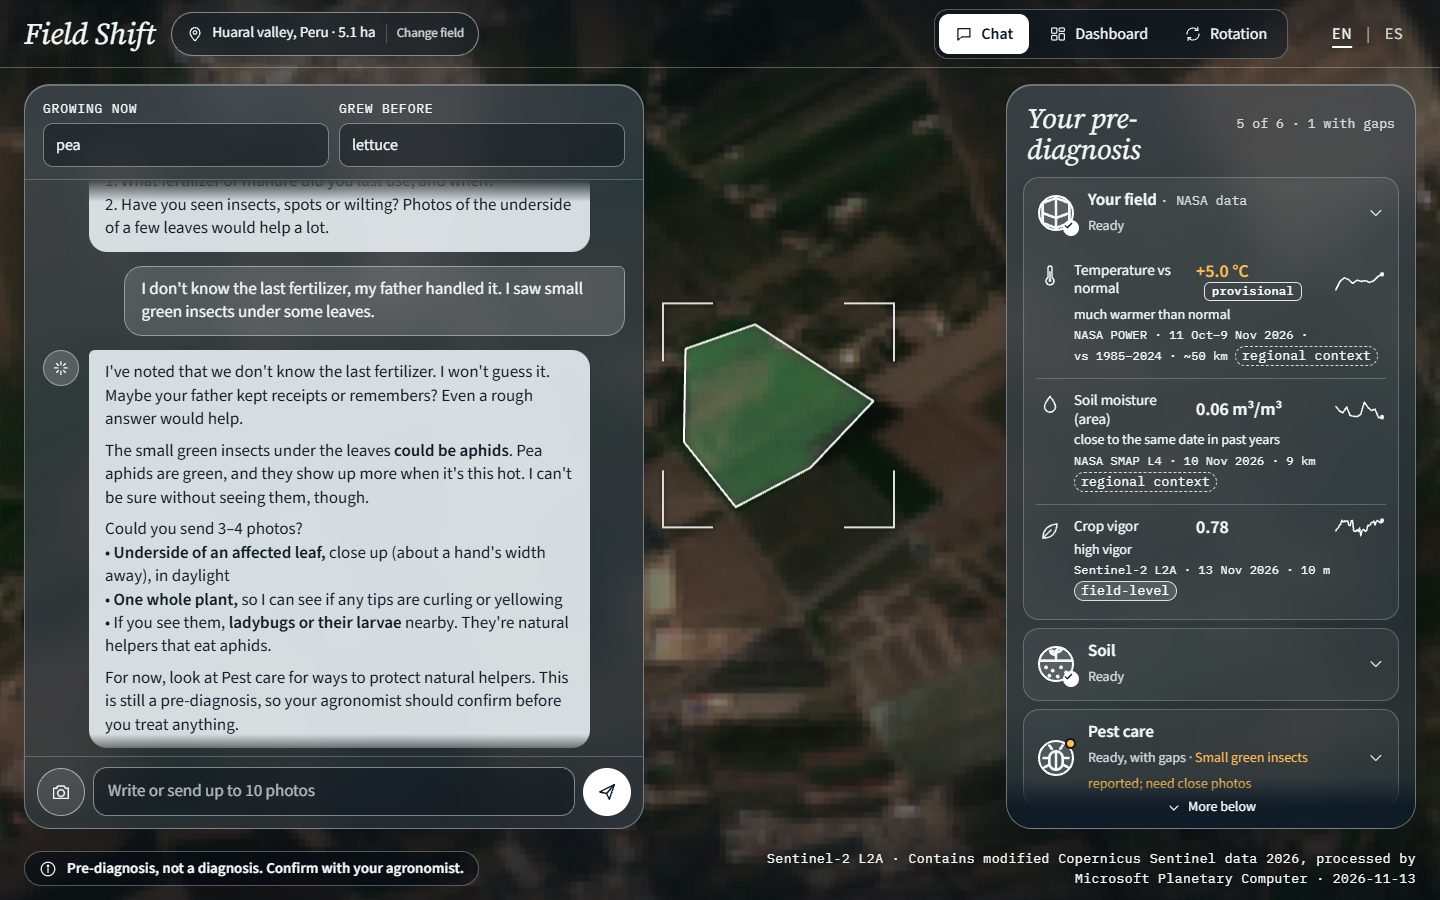 Field Shift
Huaral valley, Peru · 5.1 ha
Change field
Chat
Dashboard
Rotation
EN | ES
GROWING NOW
GREW BEFORE
pea
lettuce
1. What fertilizer or manure did you last use, and when?
2. Have you seen insects, spots or wilting? Photos of the underside
of a few leaves would help a lot.
I don't know the last fertilizer, my father handled it. I saw small
green insects under some leaves.
I've noted that we don't know the last fertilizer. I won't guess it.
Maybe your father kept receipts or remembers? Even a rough
answer would help.
The small green insects under the leaves could be aphids. Pea
aphids are green, and they show up more when it's this hot. I can't
be sure without seeing them, though.
Could you send 3–4 photos?
• Underside of an affected leaf, close up (about a hand's width
away), in daylight
• One whole plant, so I can see if any tips are curling or yellowing
• If you see them, ladybugs or their larvae nearby. They're natural
helpers that eat aphids.
For now, look at Pest care for ways to protect natural helpers. This
is still a pre-diagnosis, so your agronomist should confirm before
you treat anything.
Write or send up to 10 photos
Pre-diagnosis, not a diagnosis. Confirm with your agronomist.
Your pre-
diagnosis
5 of 6 · 1 with gaps
Your field · NASA data
Ready
Temperature vs
normal
+5.0 °C
provisional
much warmer than normal
NASA POWER · 11 Oct–9 Nov 2026 ·
vs 1985–2024 · ~50 km regional context
Soil moisture
(area)
0.06 m³/m³
close to the same date in past years
NASA SMAP L4 · 10 Nov 2026 · 9 km
regional context
Crop vigor
0.78
high vigor
Sentinel-2 L2A · 13 Nov 2026 · 10 m
field-level
Soil
Ready
Pest care
Ready, with gaps · Small green insects
reported; need close photos
More below
Sentinel-2 L2A · Contains modified Copernicus Sentinel data 2026, processed by
Microsoft Planetary Computer · 2026-11-13